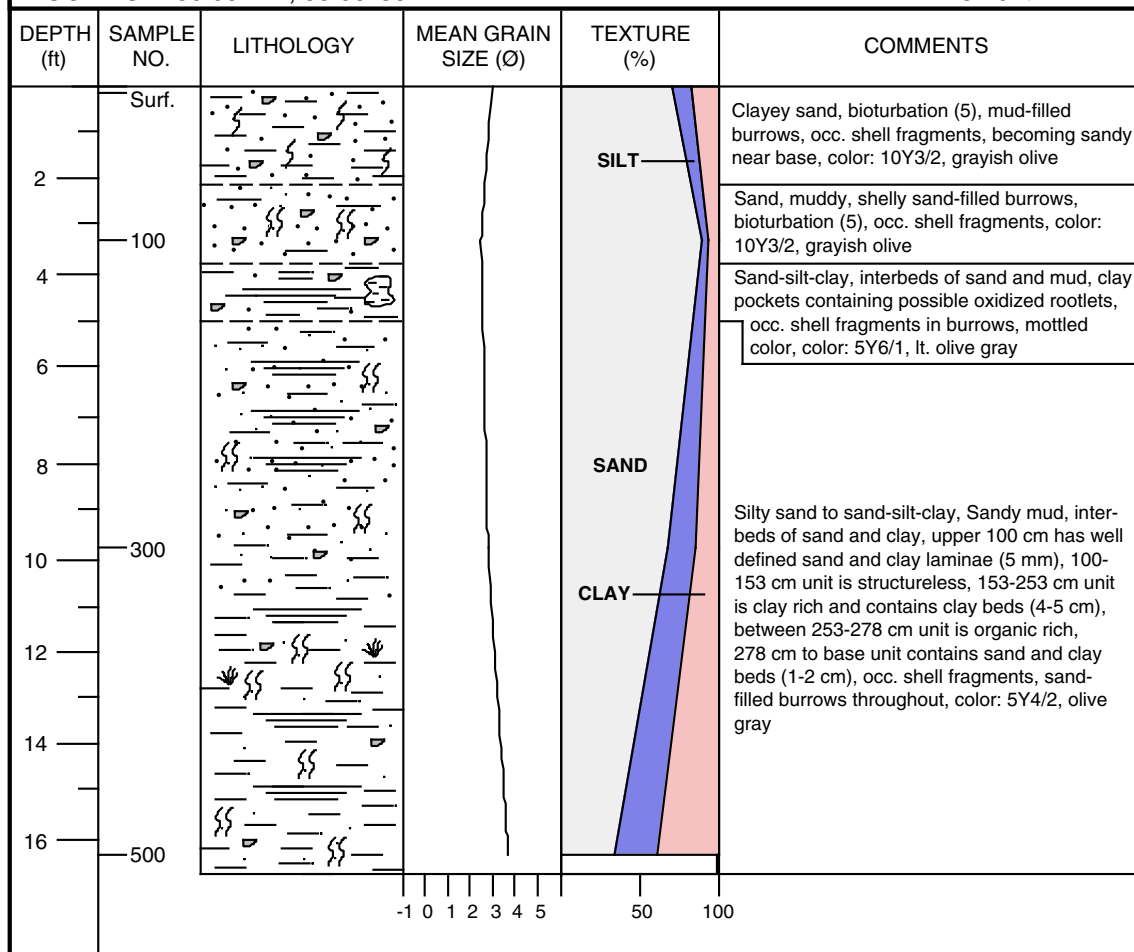 DEPTH (ft)
SAMPLE NO.
LITHOLOGY
MEAN GRAIN SIZE (Ø)
TEXTURE (%)
COMMENTS
Surf.
2
100
4
6
8
300
10
12
14
16
500
-1 0 1 2 3 4 5
SILT
SAND
CLAY
50 100
Clayey sand, bioturbation (5), mud-filled
burrows, occ. shell fragments, becoming sandy
near base, color: 10Y3/2, grayish olive
Sand, muddy, shelly sand-filled burrows,
bioturbation (5), occ. shell fragments, color:
10Y3/2, grayish olive
Sand-silt-clay, interbeds of sand and mud, clay
pockets containing possible oxidized rootlets,
occ. shell fragments in burrows, mottled
color, color: 5Y6/1, lt. olive gray
Silty sand to sand-silt-clay, Sandy mud, inter-
beds of sand and clay, upper 100 cm has well
defined sand and clay laminae (5 mm), 100-
153 cm unit is structureless, 153-253 cm unit
is clay rich and contains clay beds (4-5 cm),
between 253-278 cm unit is organic rich,
278 cm to base unit contains sand and clay
beds (1-2 cm), occ. shell fragments, sand-
filled burrows throughout, color: 5Y4/2, olive
gray